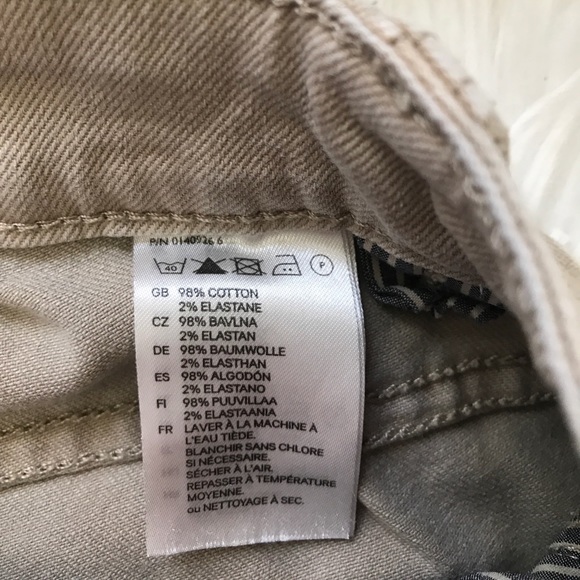 P/N 0140926 6
40 P
GB 98% COTTON
2% ELASTANE
CZ 98% BAVLNA
2% ELASTAN
DE 98% BAUMWOLLE
2% ELASTHAN
ES 98% ALGODÓN
2% ELASTANO
FI 98% PUUVILLAA
2% ELASTAANIA
FR LAVER À LA MACHINE À
L'EAU TIÈDE.
BLANCHIR SANS CHLORE
SI NÉCESSAIRE.
SÉCHER À L'AIR.
REPASSER À TEMPÉRATURE
MOYENNE.
OU NETTOYAGE À SEC.